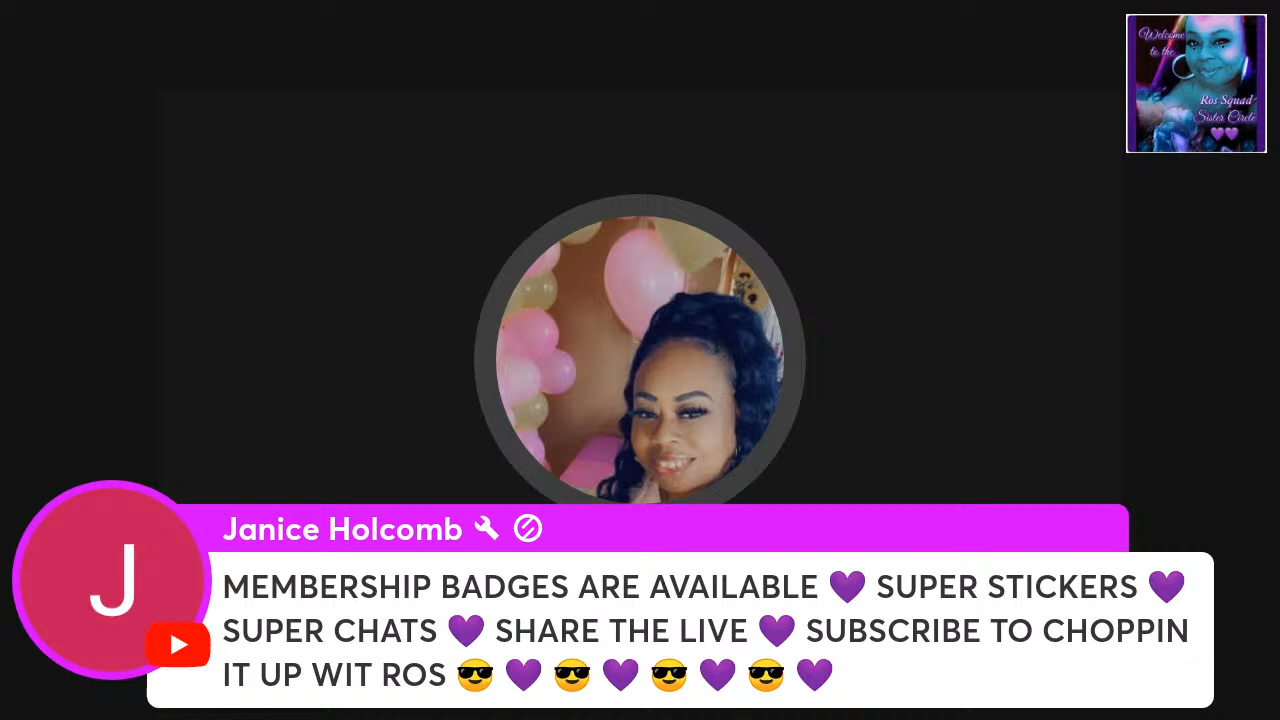 Welcome
to the
Ros Squad
Sister Circle
💜💜
J
Janice Holcomb
MEMBERSHIP BADGES ARE AVAILABLE 💜 SUPER STICKERS 💜
SUPER CHATS 💜 SHARE THE LIVE 💜 SUBSCRIBE TO CHOPPIN
IT UP WIT ROS 😎 💜 😎 💜 😎 💜 😎 💜